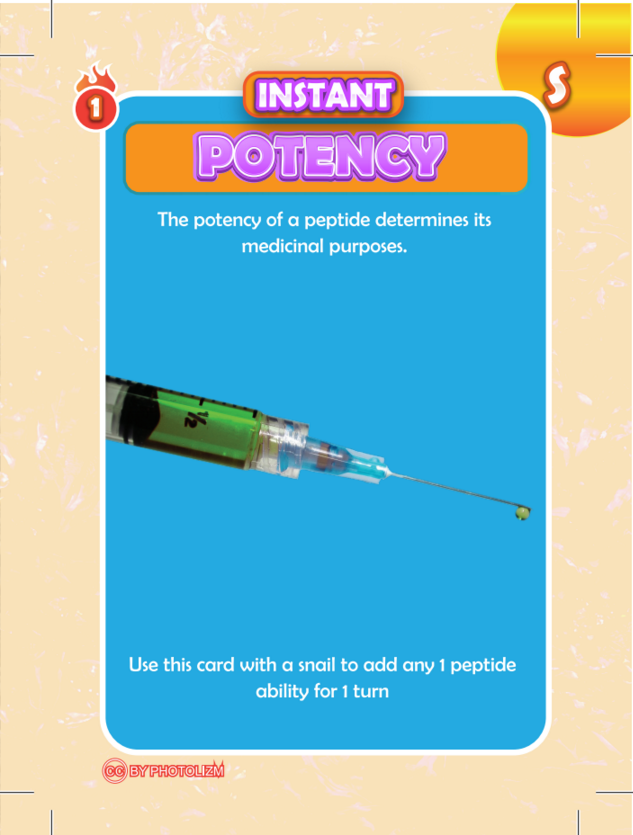 1
INSTANT
S
POTENCY
The potency of a peptide determines its
medicinal purposes.
1/2
Use this card with a snail to add any 1 peptide
ability for 1 turn
CC BY PHOTOLIZM